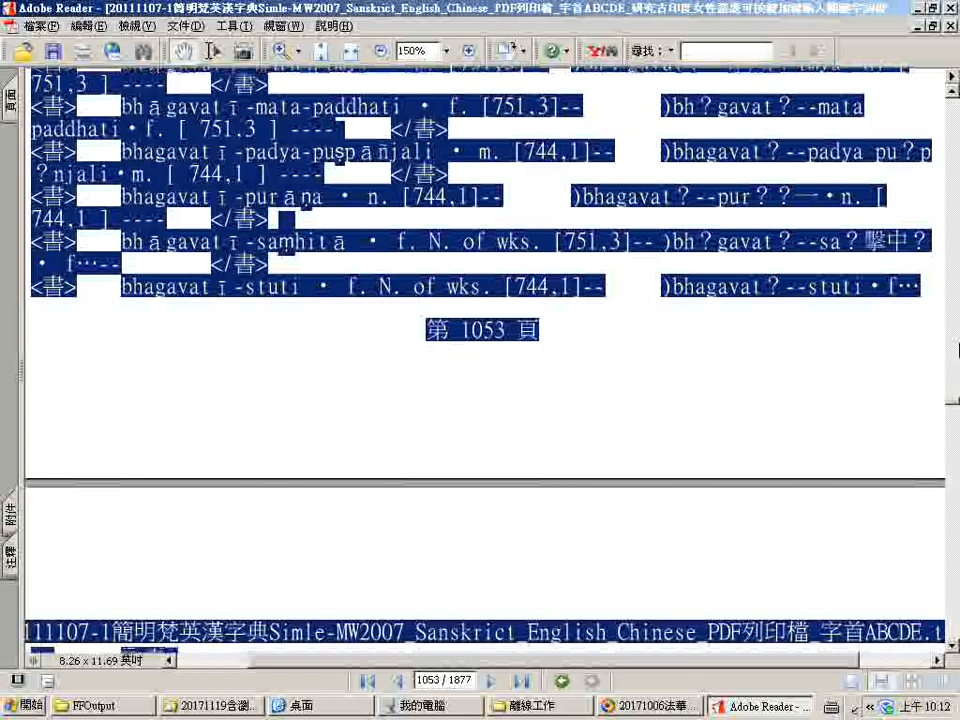 Adobe Reader - [20111107-1簡明梵英漢字典Simle-MW2007_Sanskrict_English_Chinese_PDF列印檔_字首ABCDE_研究古印度女性
檔案(F) 編輯(E) 檢視(V) 文件(D) 工具(T) 視窗(W) 說明(H)
150% 尋找:
頁面
751,3 ] ---- </書>
<書> bhāgavatī-mata-paddhati · f. [751,3]-- )bh?gavat?--mata
paddhati·f. [ 751,3 ] ---- </書>
<書> bhagavatī-padya-puṣpāñjali · m. [744,1]-- )bhagavat?--padya pu?p
?njali·m. [ 744,1 ] ---- </書>
<書> bhagavatī-purāṇa · n. [744,1]-- )bhagavat?--pur??一·n. [
744,1 ] ---- </書>
<書> bhāgavatī-saṃhitā · f. N. of wks. [751,3]-- )bh?gavat?--sa?擊中?
· f…-- </書>
<書> bhagavatī-stuti · f. N. of wks. [744,1]-- )bhagavat?--stuti·f…
第 1053 頁
附件
注釋
111107-1簡明梵英漢字典Simle-MW2007_Sanskrict_English_Chinese_PDF列印檔_字首ABCDE.t
8.26 x 11.69 英吋
1053 / 1877
開始 FFOutput 20171119含瀏... 桌面 我的電腦 離線工作 20171006法華... Adobe Reader - ... 上午 10:12